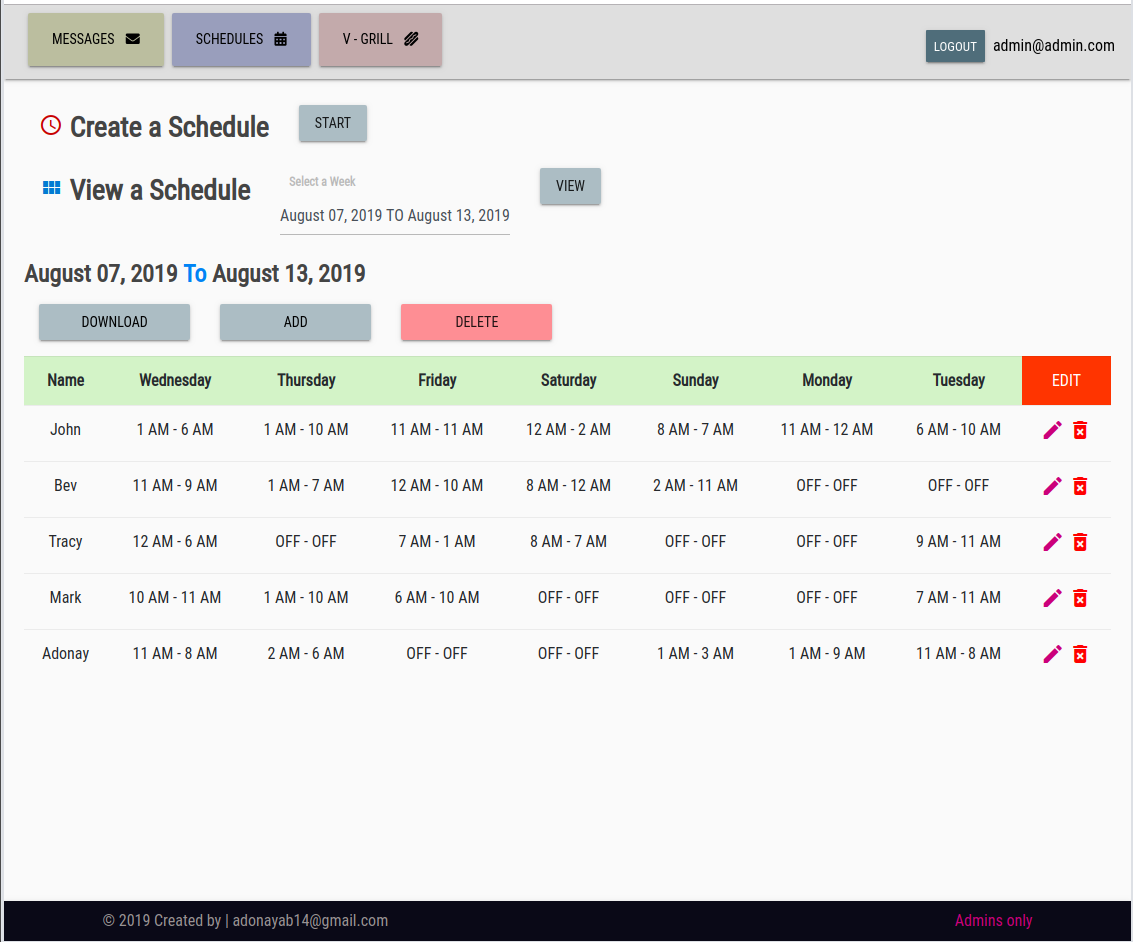 MESSAGES SCHEDULES V - GRILL LOGOUT admin@admin.com
Create a Schedule START
View a Schedule Select a Week VIEW
August 07, 2019 TO August 13, 2019
August 07, 2019 To August 13, 2019
DOWNLOAD ADD DELETE
Name Wednesday Thursday Friday Saturday Sunday Monday Tuesday EDIT
John 1 AM - 6 AM 1 AM - 10 AM 11 AM - 11 AM 12 AM - 2 AM 8 AM - 7 AM 11 AM - 12 AM 6 AM - 10 AM
Bev 11 AM - 9 AM 1 AM - 7 AM 12 AM - 10 AM 8 AM - 12 AM 2 AM - 11 AM OFF - OFF OFF - OFF
Tracy 12 AM - 6 AM OFF - OFF 7 AM - 1 AM 8 AM - 7 AM OFF - OFF OFF - OFF 9 AM - 11 AM
Mark 10 AM - 11 AM 1 AM - 10 AM 6 AM - 10 AM OFF - OFF OFF - OFF OFF - OFF 7 AM - 11 AM
Adonay 11 AM - 8 AM 2 AM - 6 AM OFF - OFF OFF - OFF 1 AM - 3 AM 1 AM - 9 AM 11 AM - 8 AM
© 2019 Created by | adonayab14@gmail.com Admins only